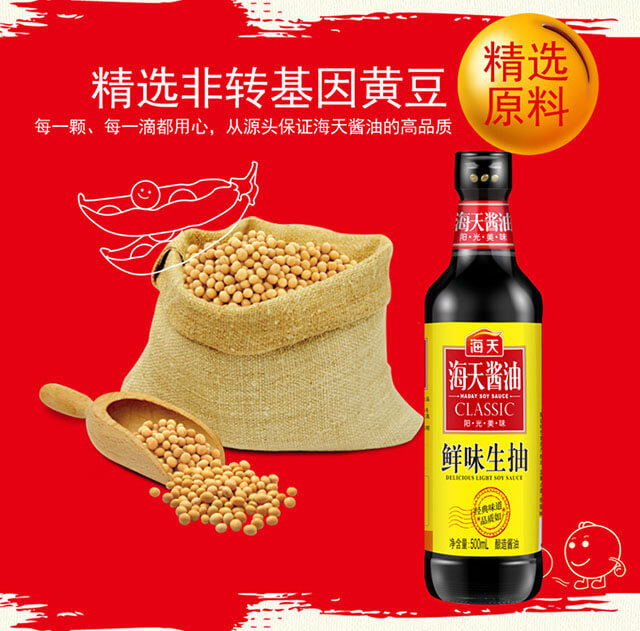 精选非转基因黄豆
每一颗、每一滴都用心，从源头保证海天酱油的高品质
精选
原料
海天酱油
阳·光·美·味
海天
海天酱油
HADAY SOY SAUCE
CLASSIC
阳·光·美·味
鲜味生抽
DELICIOUS LIGHT SOY SAUCE
经典味道
品质如一
净含量:500mL 酿造酱油